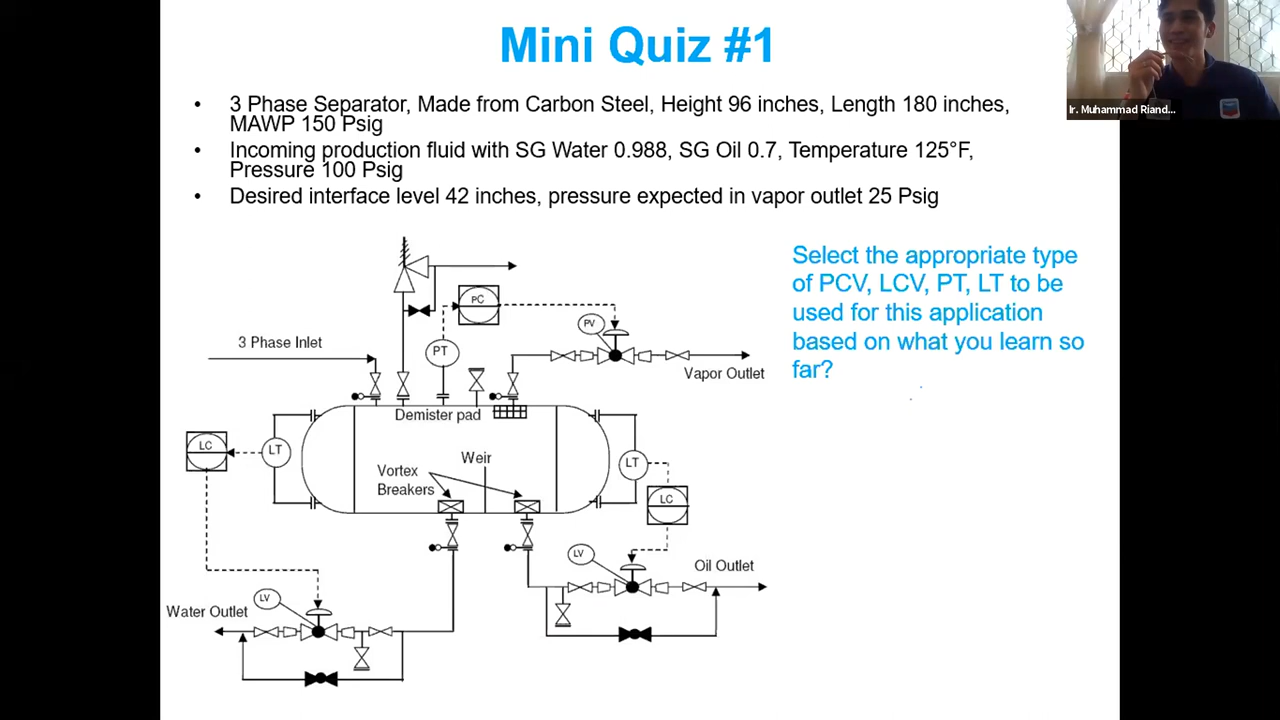 Mini Quiz #1
Ir. Muhammad Riand...
• 3 Phase Separator, Made from Carbon Steel, Height 96 inches, Length 180 inches,
MAWP 150 Psig
• Incoming production fluid with SG Water 0.988, SG Oil 0.7, Temperature 125°F,
Pressure 100 Psig
• Desired interface level 42 inches, pressure expected in vapor outlet 25 Psig
Select the appropriate type
of PCV, LCV, PT, LT to be
used for this application
based on what you learn so
far?
PC
PV
3 Phase Inlet
PT
Vapor Outlet
Demister pad
LC
LT
Weir
LT
Vortex
Breakers
LC
LV
Oil Outlet
LV
Water Outlet